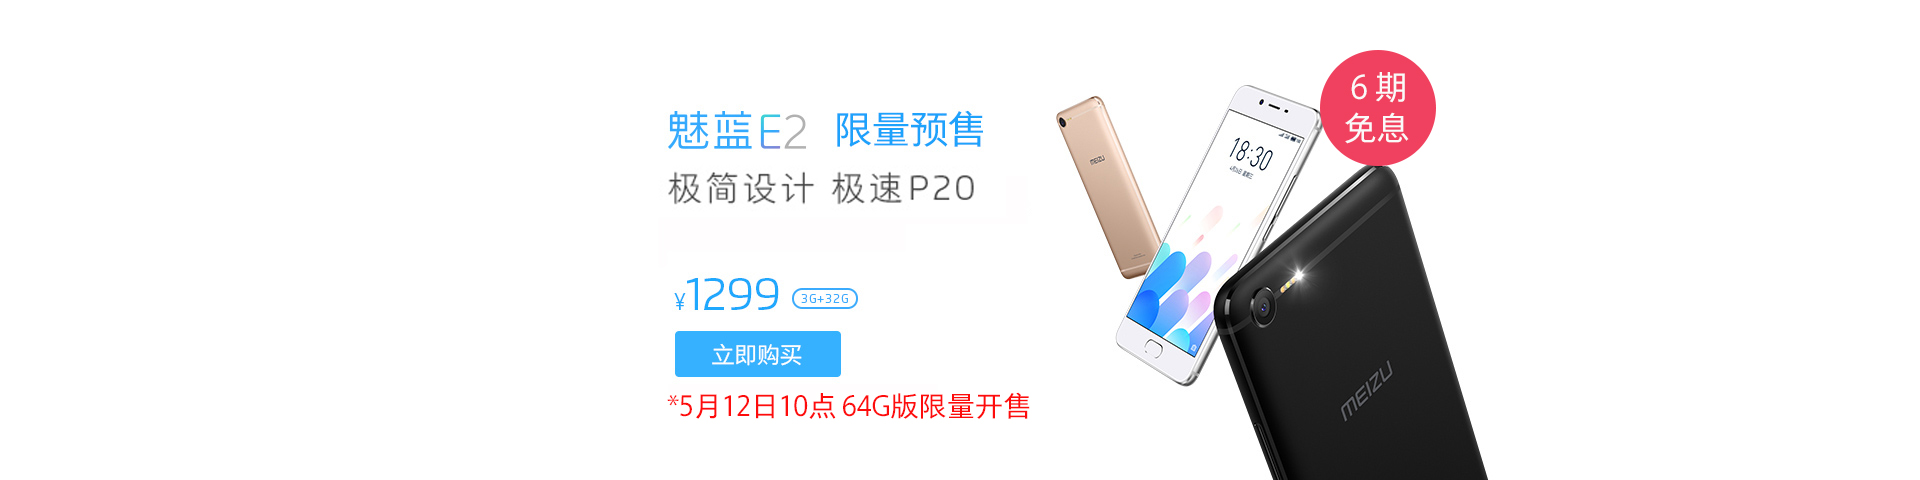 魅蓝E2 限量预售
极简设计 极速P20
¥1299 3G+32G
立即购买
*5月12日10点 64G版限量开售
6 期
免息
MEIZU
18:30
MEIZU